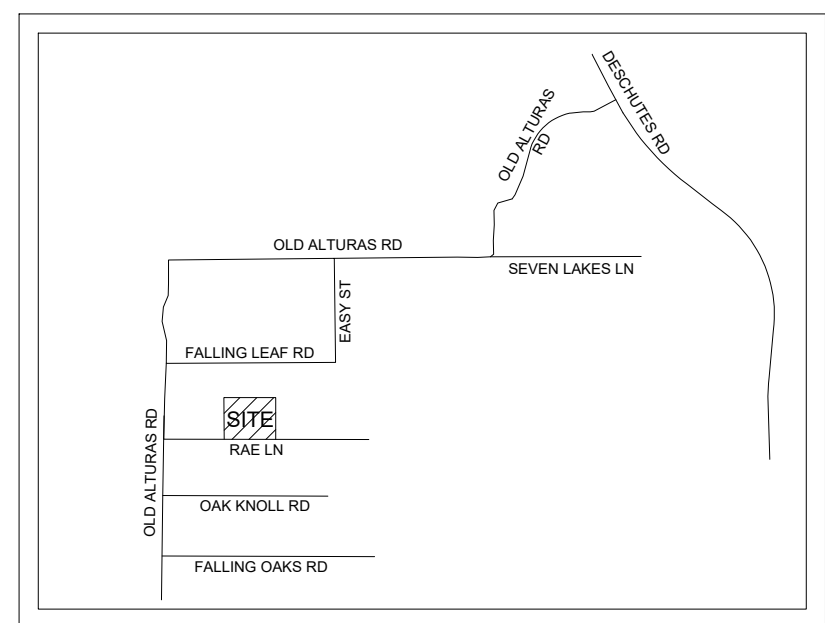 DESCHUTES RD
OLD ALTURAS
RD
OLD ALTURAS RD
SEVEN LAKES LN
EASY ST
FALLING LEAF RD
SITE
OLD ALTURAS RD
RAE LN
OAK KNOLL RD
FALLING OAKS RD